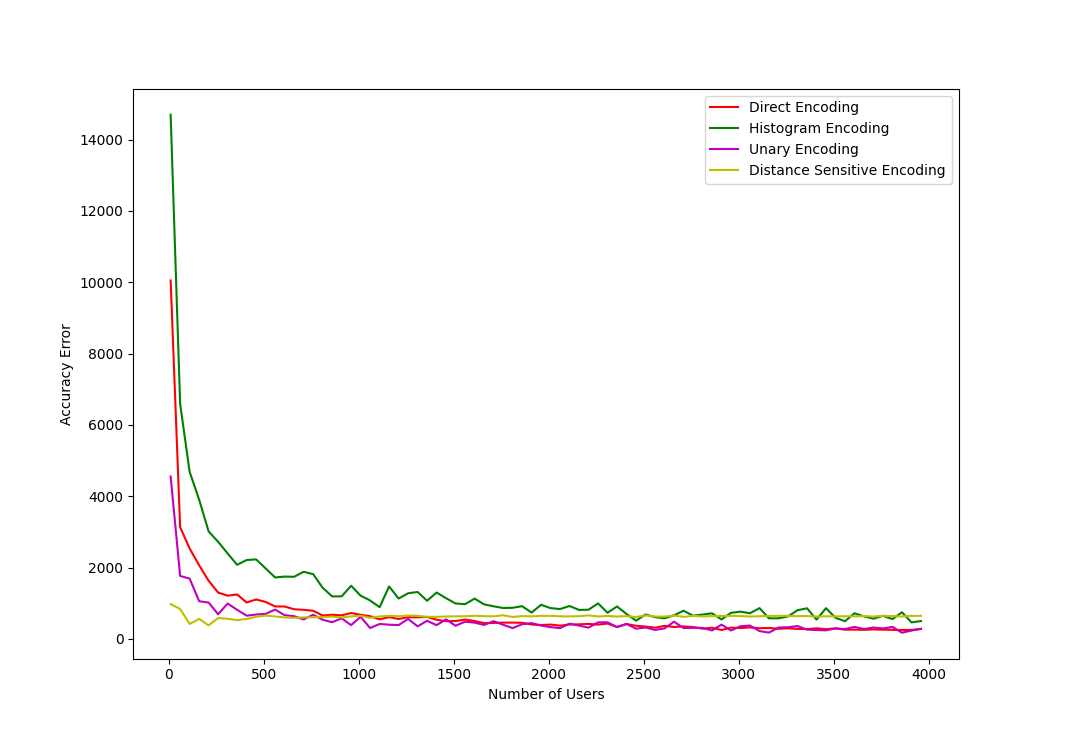 Direct Encoding
Histogram Encoding
Unary Encoding
Distance Sensitive Encoding
14000
12000
10000
8000
6000
4000
2000
0
Accuracy Error
0 500 1000 1500 2000 2500 3000 3500 4000
Number of Users